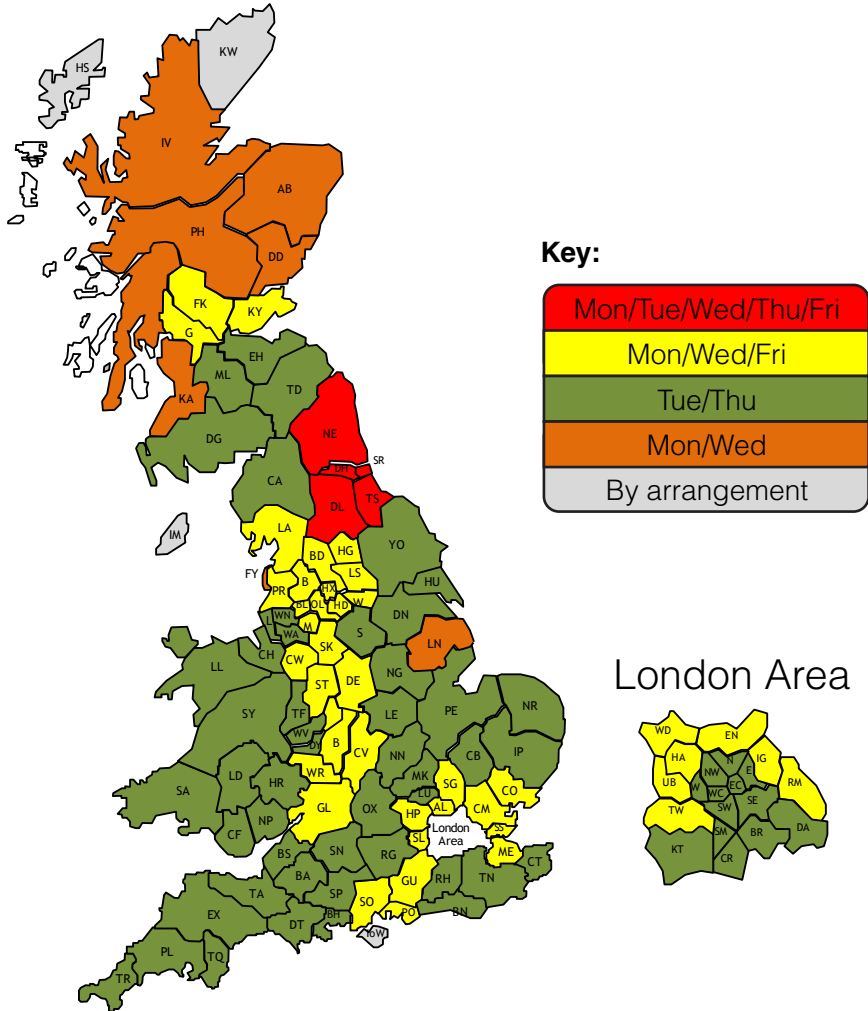 KW
HS
IV
AB
PH
DD
FK
KY
G
EH
ML
TD
KA
DG
NE
SR
DH
CA
TS
DL
IM
LA
YO
HG
BD
FY
LS
B
HU
PR
HX
W
BL
OL
HD
DN
L
WN
M
S
WA
LN
SK
CH
CW
LL
NG
ST
DE
NR
SY
TF
LE
PE
WV
B
DY
CV
NN
CB
IP
WR
LD
HR
MK
SG
SA
LU
CO
GL
OX
HP
AL
CM
NP
CF
SL
London
Area
SS
BS
SN
RG
ME
CT
BA
GU
RH
TN
TA
SP
SO
EX
BH
PO
BN
DT
IoW
PL
TQ
TR
Key:
Mon/Tue/Wed/Thu/Fri
Mon/Wed/Fri
Tue/Thu
Mon/Wed
By arrangement
London Area
WD
EN
HA
N
IG
NW
E
UB
W
EC
RM
WC
TW
SW
SE
SM
BR
DA
KT
CR